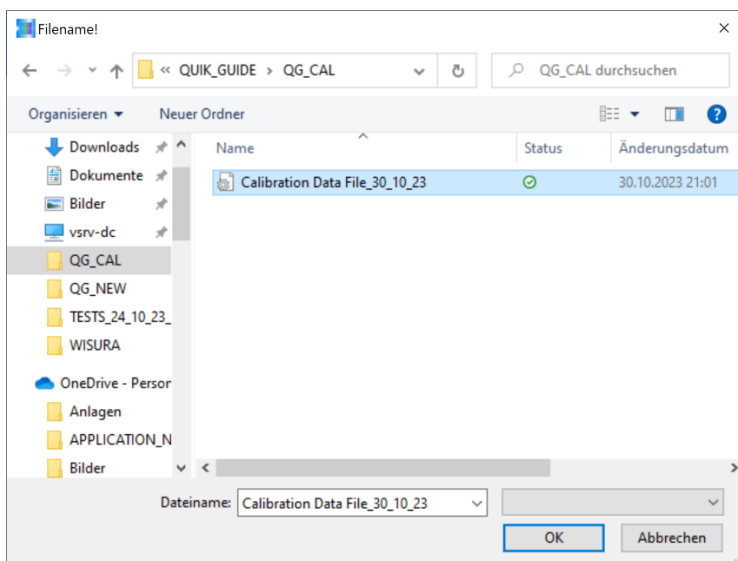 Filename!
« QUIK_GUIDE › QG_CAL
QG_CAL durchsuchen
Organisieren
Neuer Ordner
?
Downloads
Dokumente
Bilder
vsrv-dc
QG_CAL
QG_NEW
TESTS_24_10_23_
WISURA
OneDrive - Person
Anlagen
APPLICATION_N
Bilder
Name Status Änderungsdatum
Calibration Data File_30_10_23 30.10.2023 21:01
Dateiname: Calibration Data File_30_10_23
OK Abbrechen